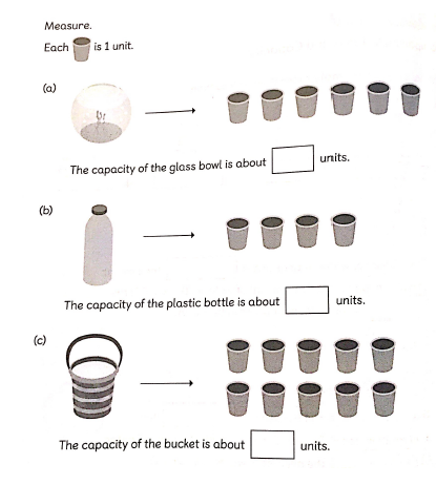 Measure.
Each is 1 unit.
(a)
The capacity of the glass bowl is about units.
(b)
The capacity of the plastic bottle is about units.
(c)
The capacity of the bucket is about units.